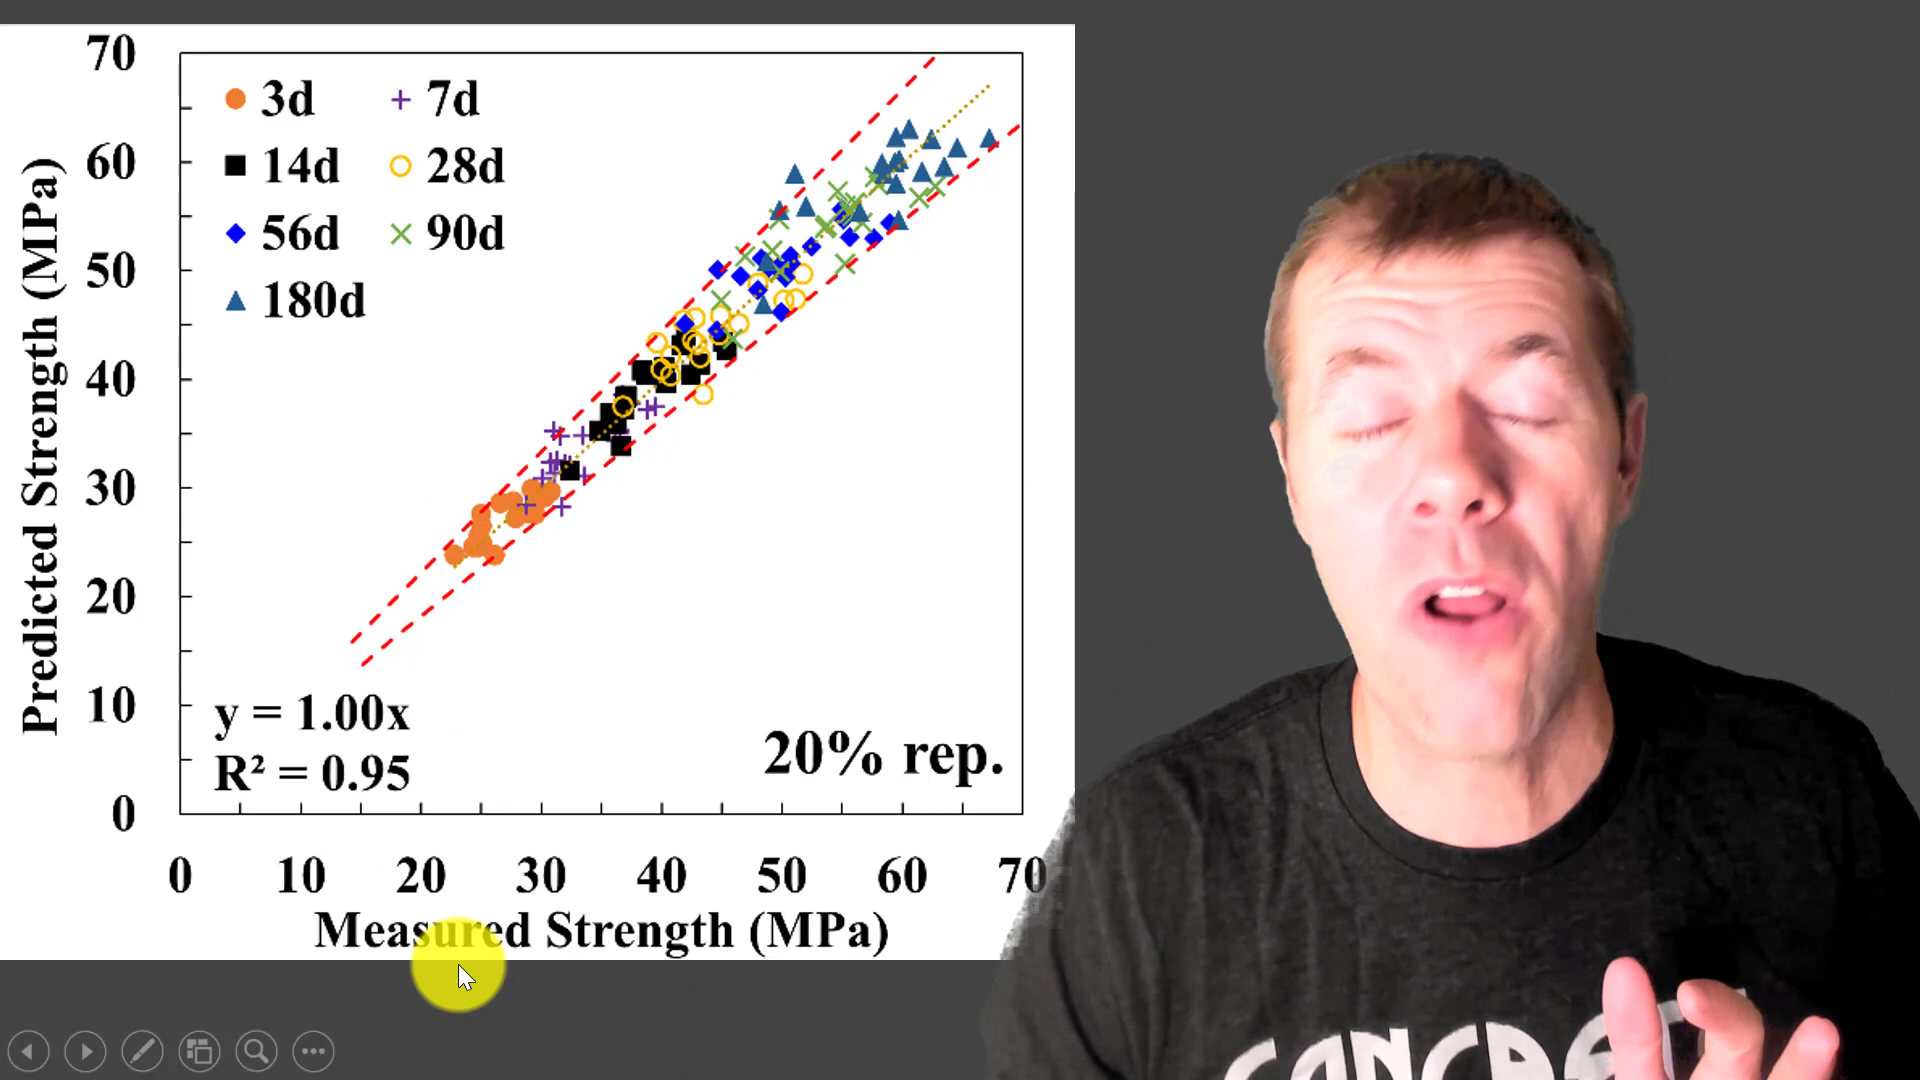 70
60
50
40
30
20
10
0
Predicted Strength (MPa)
3d 7d
14d 28d
56d 90d
180d
y = 1.00x
R² = 0.95
20% rep.
0 10 20 30 40 50 60 70
Measured Strength (MPa)